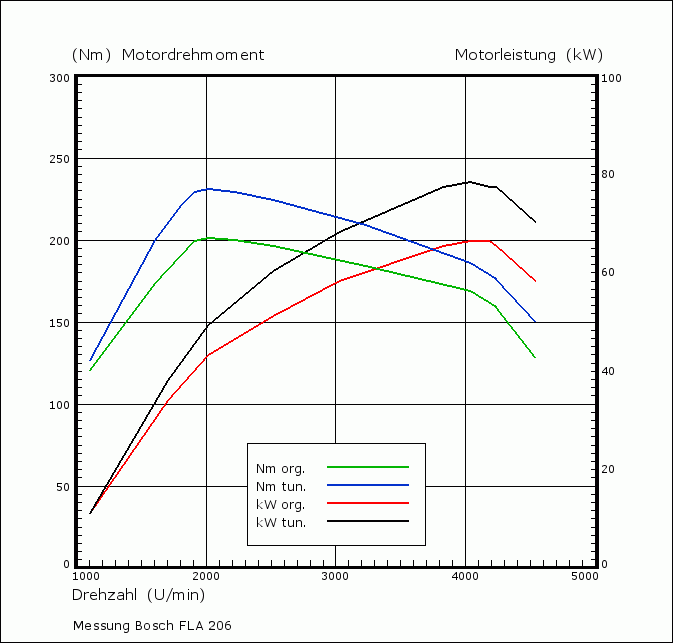 (Nm) Motordrehmoment
Motorleistung (kW)
300
250
200
150
100
50
0
100
80
60
40
20
0
1000 2000 3000 4000 5000
Drehzahl (U/min)
Nm org.
Nm tun.
kW org.
kW tun.
Messung Bosch FLA 206